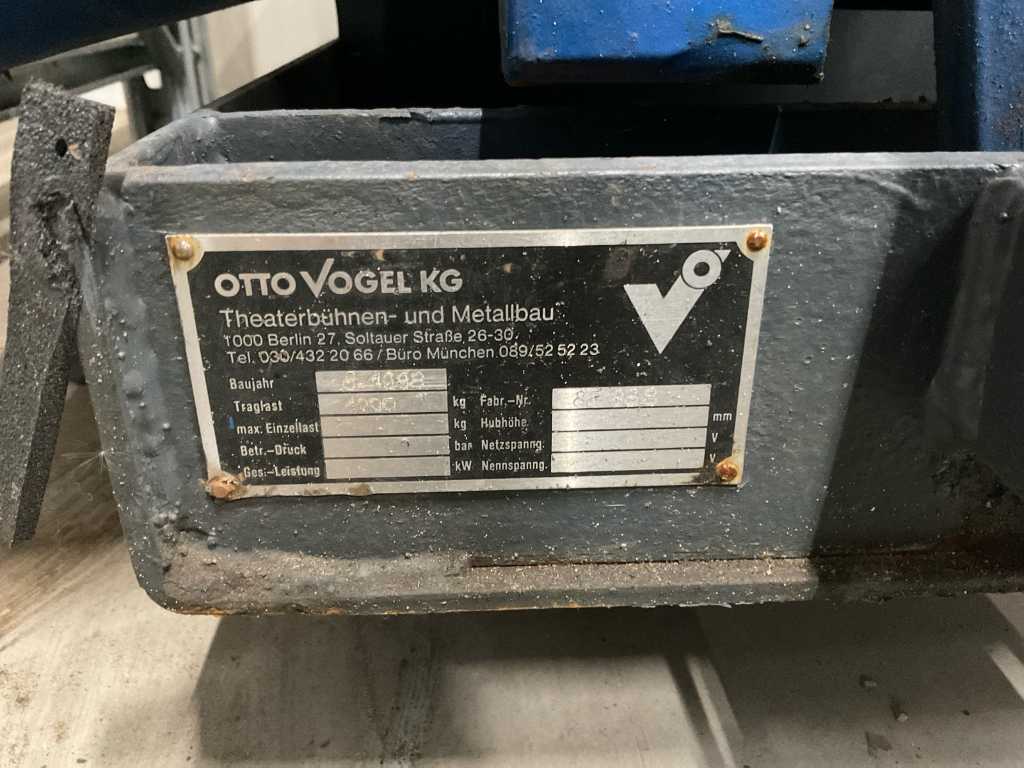 OTTO VOGEL KG
Theaterbühnen- und Metallbau
1000 Berlin 27, Soltauer Straße 26-30
Tel. 030/432 20 66 / Büro München 089/52 52 23
Baujahr
Traglast kg Fabr.-Nr.
max. Einzellast kg Hubhöhe mm
Betr.-Druck bar Netzspanng. V
Ges.-Leistung kW Nennspanng. V